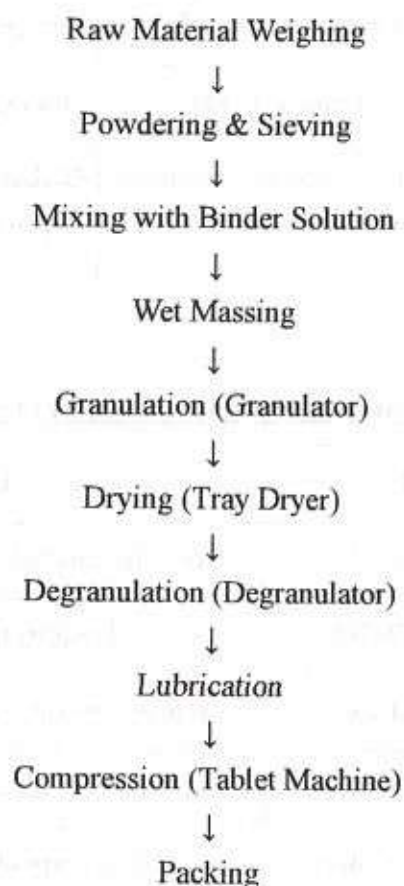 Raw Material Weighing
↓
Powdering & Sieving
↓
Mixing with Binder Solution
↓
Wet Massing
↓
Granulation (Granulator)
↓
Drying (Tray Dryer)
↓
Degranulation (Degranulator)
↓
Lubrication
↓
Compression (Tablet Machine)
↓
Packing